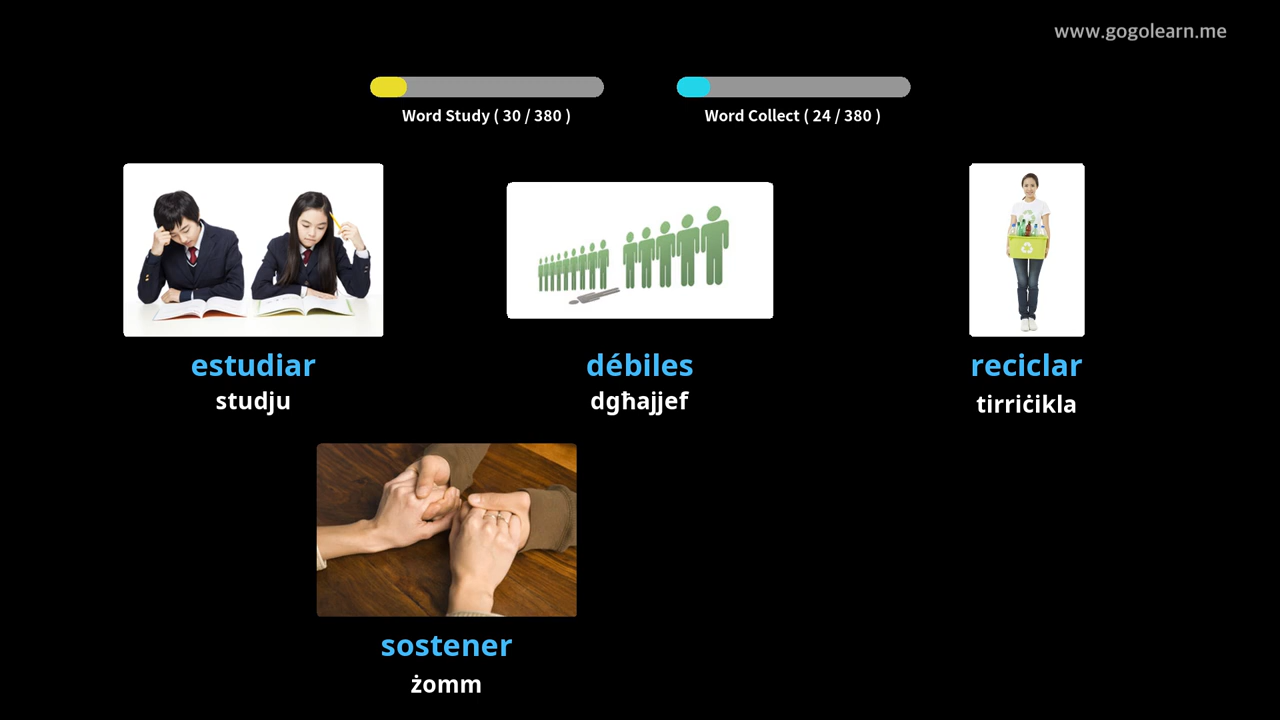 www.gogolearn.me
Word Study ( 30 / 380 )
Word Collect ( 24 / 380 )
estudiar
studju
débiles
dgħajjef
reciclar
tirriċikla
sostener
żomm